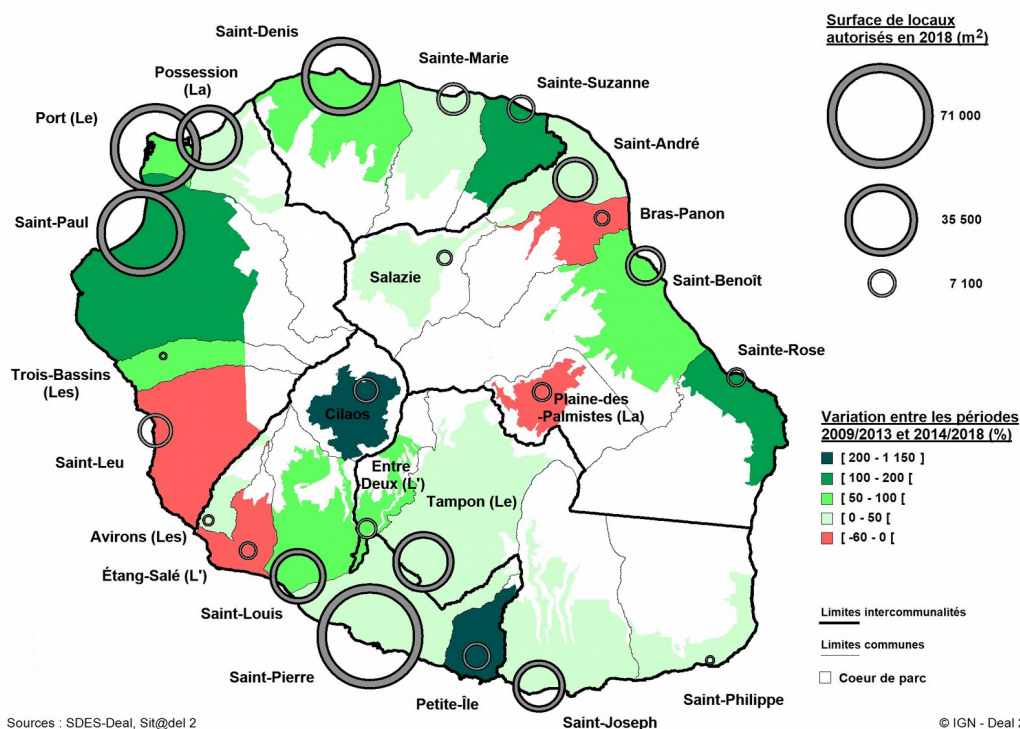 Saint-Denis
Sainte-Marie
Possession
(La)
Sainte-Suzanne
Port (Le)
Saint-André
Saint-Paul
Bras-Panon
Salazie
Saint-Benoît
Sainte-Rose
Trois-Bassins
(Les)
Cilaos
Plaine-des
-Palmistes (La)
Saint-Leu
Entre
-Deux (L')
Tampon (Le)
Avirons (Les)
Étang-Salé (L')
Saint-Louis
Saint-Pierre
Petite-Île
Saint-Joseph
Saint-Philippe
Surface de locaux
autorisés en 2018 (m²)
71 000
35 500
7 100
Variation entre les périodes
2009/2013 et 2014/2018 (%)
[ 200 - 1 150 ]
[ 100 - 200 [
[ 50 - 100 [
[ 0 - 50 [
[ -60 - 0 [
Limites intercommunalités
Limites communes
Coeur de parc
Sources : SDES-Deal, Sit@del 2
© IGN - Deal 2